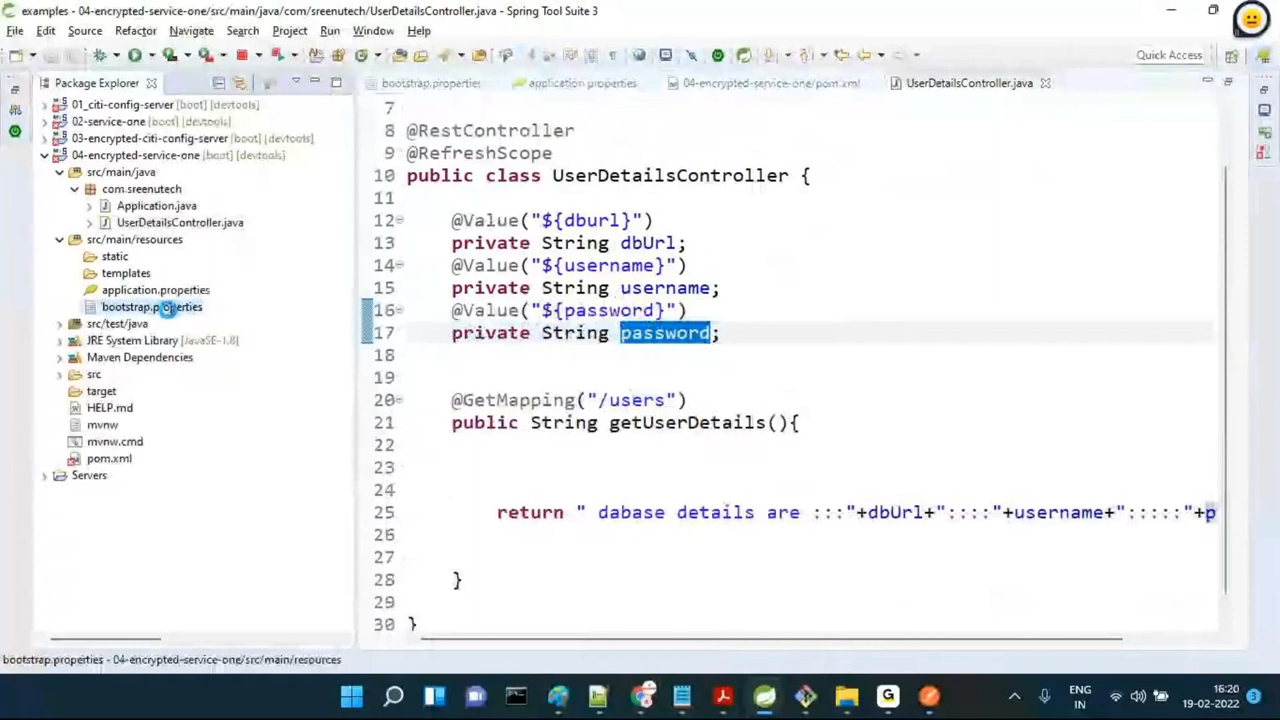 examples - 04-encrypted-service-one/src/main/java/com/sreenutech/UserDetailsController.java - Spring Tool Suite 3
File Edit Source Refactor Navigate Search Project Run Window Help
Quick Access
Package Explorer
bootstrap.properties application.properties 04-encrypted-service-one/pom.xml UserDetailsController.java
01_citi-config-server [boot] [devtools]
02-service-one [boot] [devtools]
03-encrypted-citi-config-server [boot] [devtools]
04-encrypted-service-one [boot] [devtools]
src/main/java
com.sreenutech
Application.java
UserDetailsController.java
src/main/resources
static
templates
application.properties
bootstrap.properties
src/test/java
JRE System Library [JavaSE-1.8]
Maven Dependencies
src
target
HELP.md
mvnw
mvnw.cmd
pom.xml
Servers
7
8 @RestController
9 @RefreshScope
10 public class UserDetailsController {
11
12 @Value("${dburl}")
13 private String dbUrl;
14 @Value("${username}")
15 private String username;
16 @Value("${password}")
17 private String password;
18
19
20 @GetMapping("/users")
21 public String getUserDetails(){
22
23
24
25 return " dabase details are :::"+dbUrl+"::::"+username+":::::"+p
26
27
28 }
29
30 }
bootstrap.properties - 04-encrypted-service-one/src/main/resources
ENG
IN
16:20
19-02-2022
3